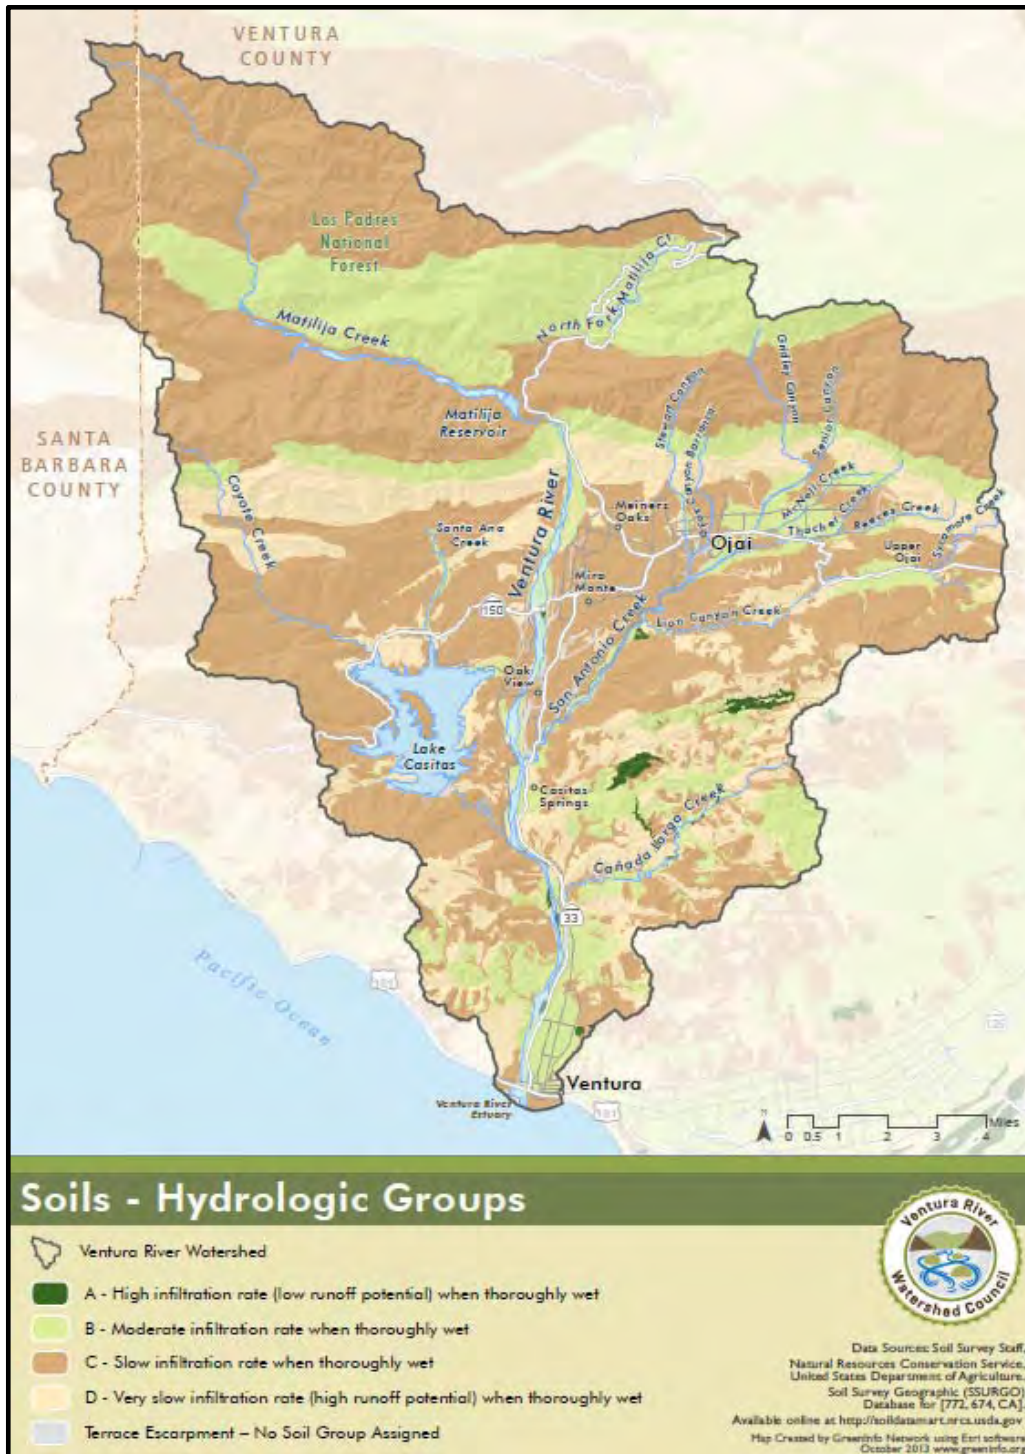 VENTURA
COUNTY
Los Padres
National
Forest
North Fork Matilija Cr.
Matilija Creek
Gridley Canyon
Stewart Canyon
Senior Canyon
Matilija
Reservoir
SANTA
BARBARA
COUNTY
Canyon Barranca
Coyote Creek
McNell Creek
Meiners
Oaks
Thacher Creek
Reeves Creek
Santa Ana
Creek
Ventura River
Ojai
Sycamore Creek
Upper
Ojai
Mira
Monte
150
Lion Canyon Creek
San Antonio Creek
Oak
View
Lake
Casitas
Casitas
Springs
Cañada Larga Creek
33
Pacific Ocean
101
126
Ventura
Ventura River
Estuary
101
N
Miles
0 0.5 1 2 3 4
Soils - Hydrologic Groups
Ventura River Watershed
A - High infiltration rate (low runoff potential) when thoroughly wet
B - Moderate infiltration rate when thoroughly wet
C - Slow infiltration rate when thoroughly wet
D - Very slow infiltration rate (high runoff potential) when thoroughly wet
Terrace Escarpment – No Soil Group Assigned
Ventura River
Watershed Council
Data Sources: Soil Survey Staff,
Natural Resources Conservation Service,
United States Department of Agriculture.
Soil Survey Geographic (SSURGO)
Database for [772, 674, CA].
Available online at http://soildatamart.nrcs.usda.gov
Map Created by GreenInfo Network using Esri software
October 2013 www.greeninfo.org